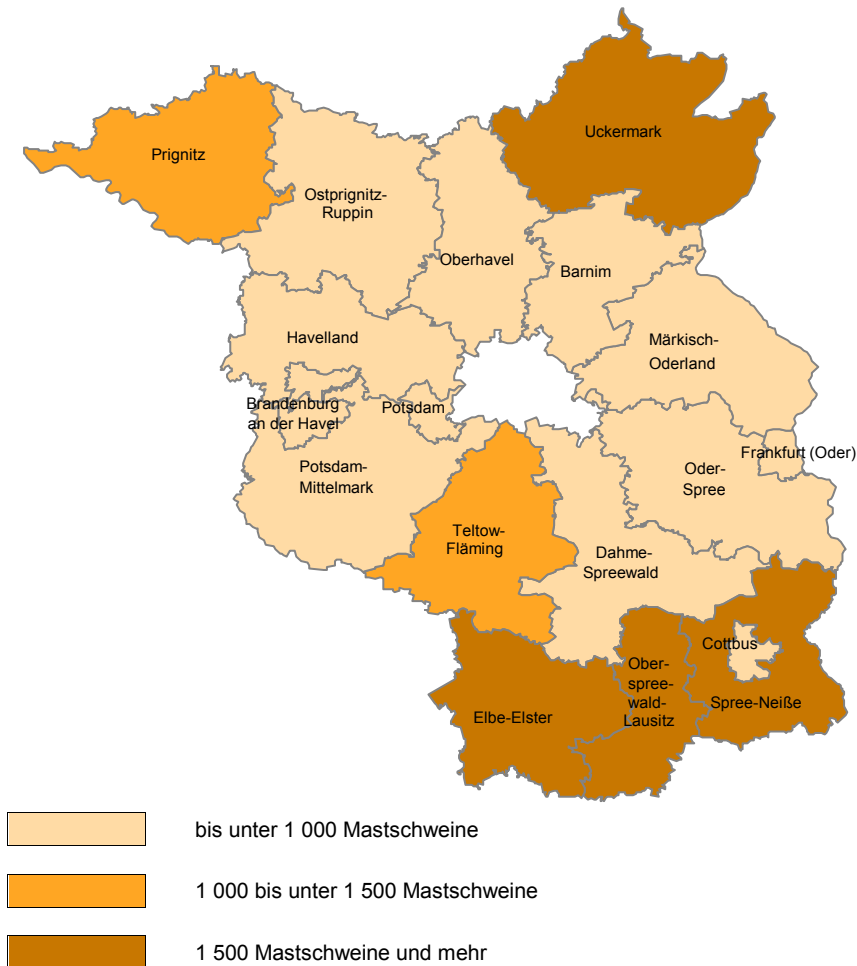 Uckermark
Prignitz
Ostprignitz-
Ruppin
Oberhavel
Barnim
Havelland
Märkisch-
Oderland
Brandenburg
an der Havel
Potsdam
Frankfurt (Oder)
Potsdam-
Mittelmark
Oder-
Spree
Teltow-
Fläming
Dahme-
Spreewald
Cottbus
Ober-
spree-
wald-
Lausitz
Spree-Neiße
Elbe-Elster
bis unter 1 000 Mastschweine
1 000 bis unter 1 500 Mastschweine
1 500 Mastschweine und mehr